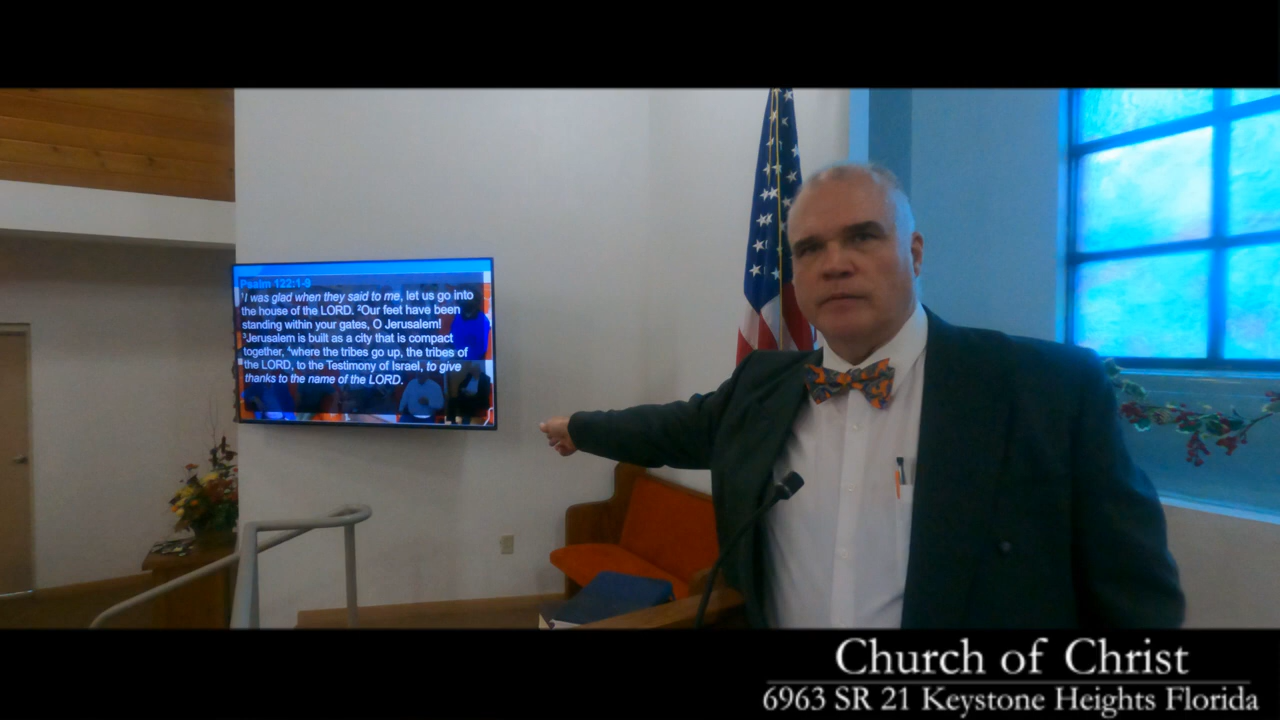 Psalm 122:1-9
¹I was glad when they said to me, let us go into
the house of the LORD. ²Our feet have been
standing within your gates, O Jerusalem!
³Jerusalem is built as a city that is compact
together, ⁴where the tribes go up, the tribes of
the LORD, to the Testimony of Israel, to give
thanks to the name of the LORD.
Church of Christ
6963 SR 21 Keystone Heights Florida